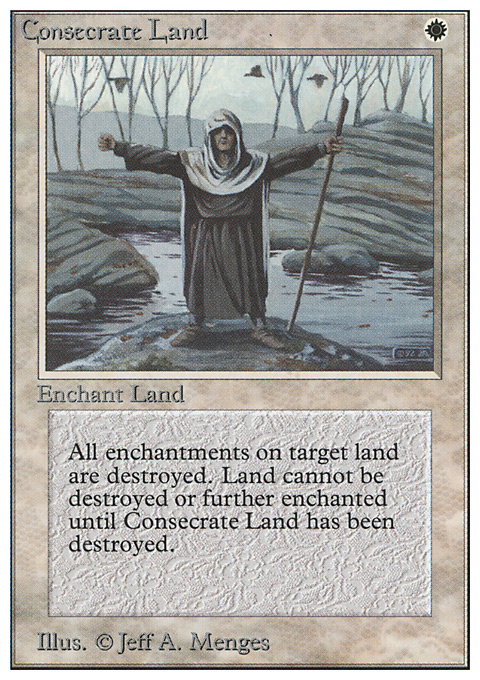 Consecrate Land
Enchant Land
All enchantments on target land
are destroyed. Land cannot be
destroyed or further enchanted
until Consecrate Land has been
destroyed.
Illus. © Jeff A. Menges